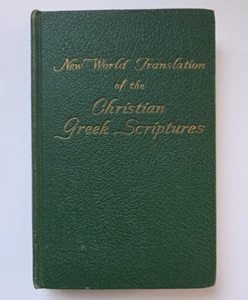 New World Translation
of the
Christian
Greek Scriptures